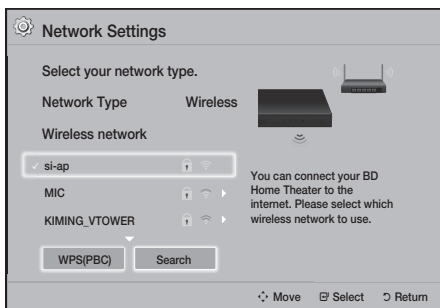 Network Settings
Select your network type.
Network Type Wireless
Wireless network
si-ap
MIC
KIMING_VTOWER
WPS(PBC) Search
You can connect your BD
Home Theater to the
internet. Please select which
wireless network to use.
Move Select Return